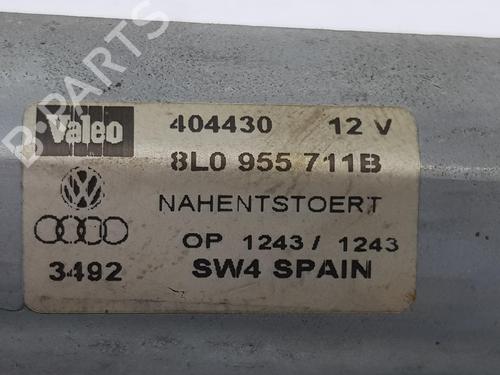 B-PARTS
Valeo 404430 12 V
8L0 955 711B
NAHENTSTOERT
OP 1243 / 1243
3492 SW4 SPAIN